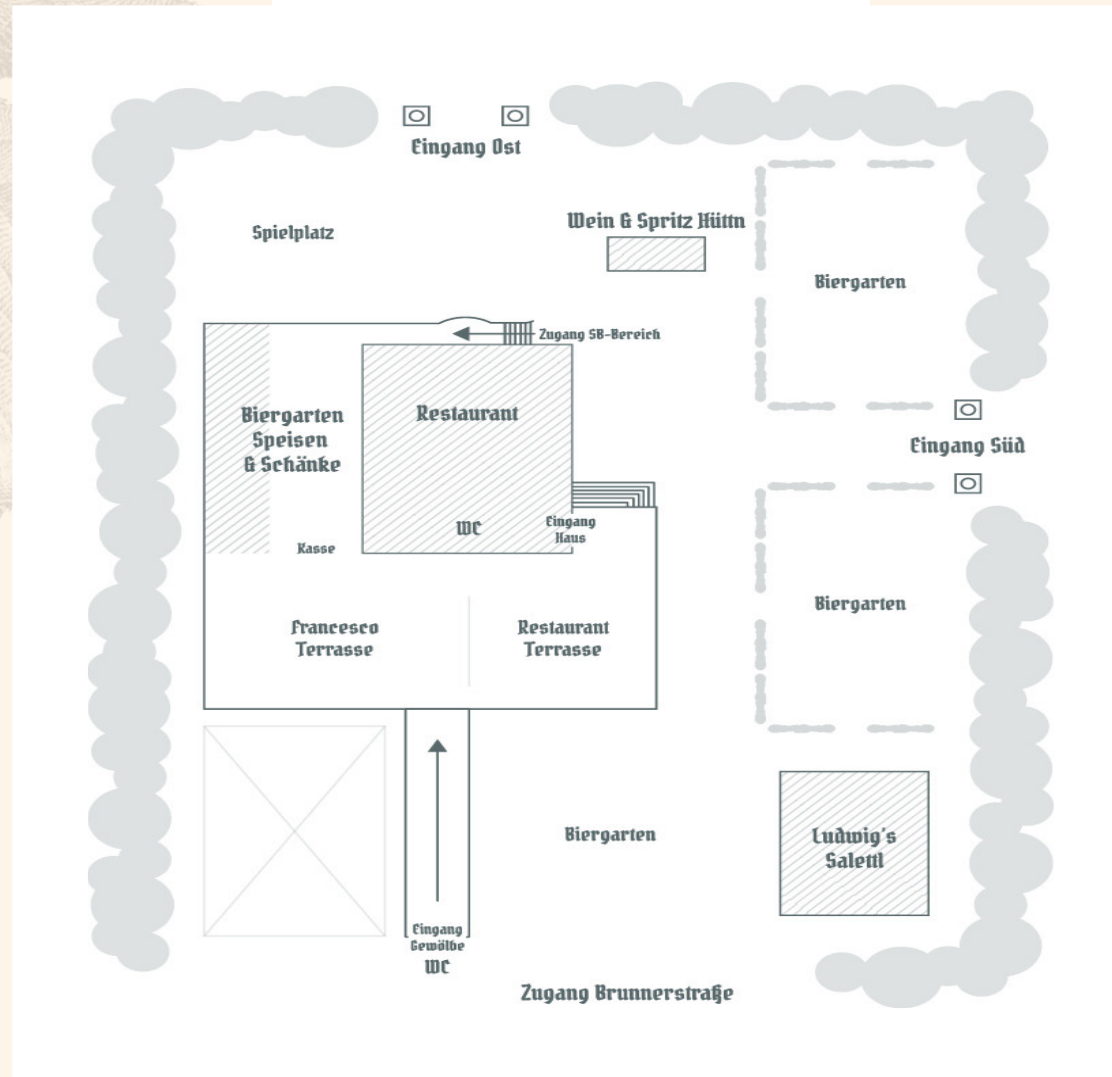 Eingang Ost
Wein & Spritz Hüttn
Spielplatz
Biergarten
Zugang SB-Bereich
Biergarten
Speisen
& Schänke
Restaurant
Eingang Süd
WC
Eingang
Haus
Kasse
Biergarten
Francesco
Terrasse
Restaurant
Terrasse
Biergarten
Ludwig's
Salettl
Eingang
Gewölbe
WC
Zugang Brunnerstraße